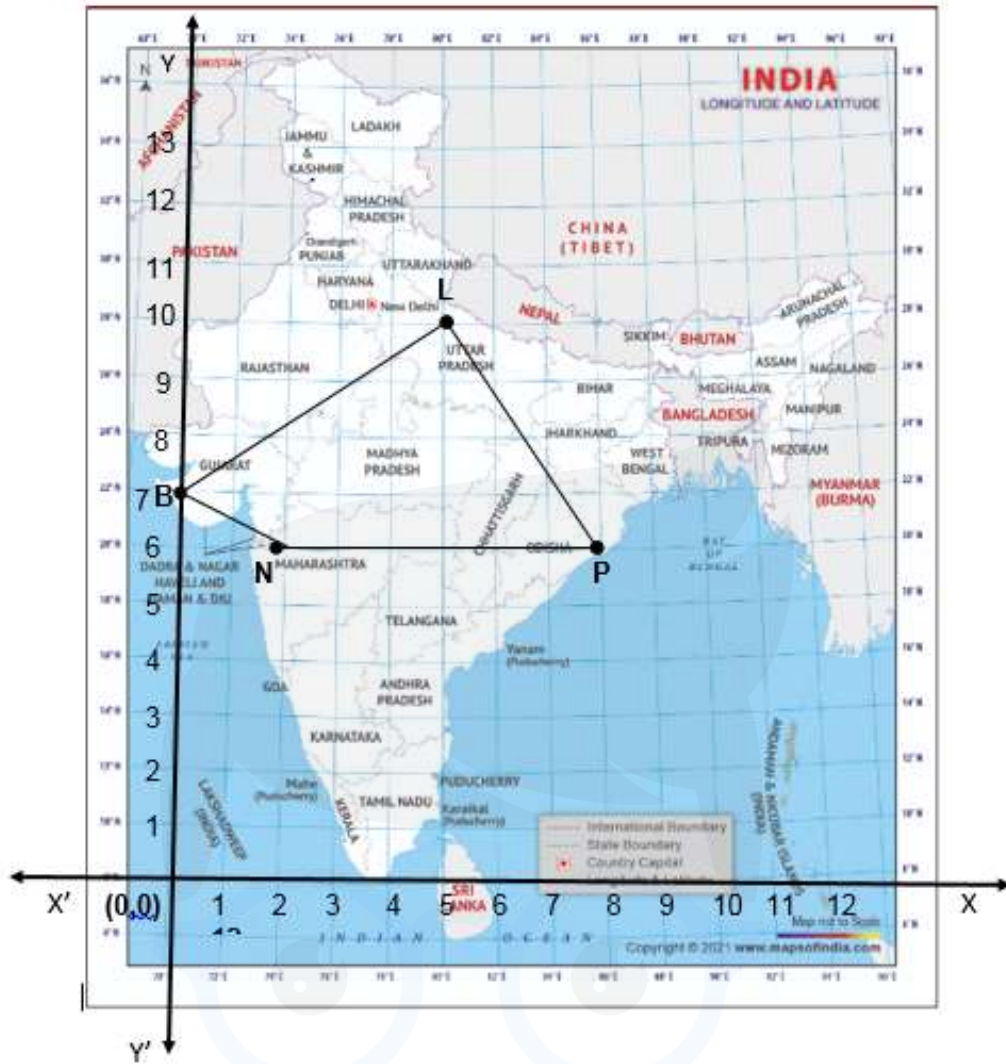 Y
INDIA
LONGITUDE AND LATITUDE
AFGHANISTAN
PAKISTAN
LADAKH
JAMMU
&
KASHMIR
HIMACHAL
PRADESH
Chandigarh
PUNJAB
UTTARAKHAND
HARYANA
DELHI
New Delhi
CHINA
(TIBET)
NEPAL
SIKKIM
BHUTAN
ARUNACHAL
PRADESH
ASSAM
NAGALAND
MEGHALAYA
MANIPUR
BANGLADESH
TRIPURA
MIZORAM
MYANMAR
(BURMA)
RAJASTHAN
UTTAR
PRADESH
BIHAR
JHARKHAND
WEST
BENGAL
GUJARAT
MADHYA
PRADESH
CHHATTISGARH
ODISHA
DADRA & NAGAR
HAVELI AND
DAMAN & DIU
MAHARASHTRA
TELANGANA
Yanam
(Puducherry)
GOA
ANDHRA
PRADESH
KARNATAKA
Mahe
(Puducherry)
PUDUCHERRY
KERALA
TAMIL NADU
Karaikal
(Puducherry)
LAKSHADWEEP
(INDIA)
ANDAMAN & NICOBAR ISLANDS
(INDIA)
BAY
OF
BENGAL
SRI
LANKA
INDIAN OCEAN
International Boundary
State Boundary
Country Capital
Map not to Scale
Copyright © 2021 www.mapsofindia.com
L
B
N
P
13
12
11
10
9
8
7
6
5
4
3
2
1
X'
(0,0)
1 2 3 4 5 6 7 8 9 10 11 12
X
Y'